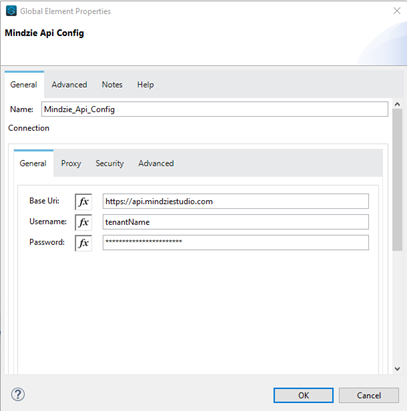 Global Element Properties
Mindzie Api Config
General Advanced Notes Help
Name: Mindzie_Api_Config
Connection
General Proxy Security Advanced
Base Uri: fx https://api.mindziestudio.com
Username: fx tenantName
Password: fx **********************
? OK Cancel